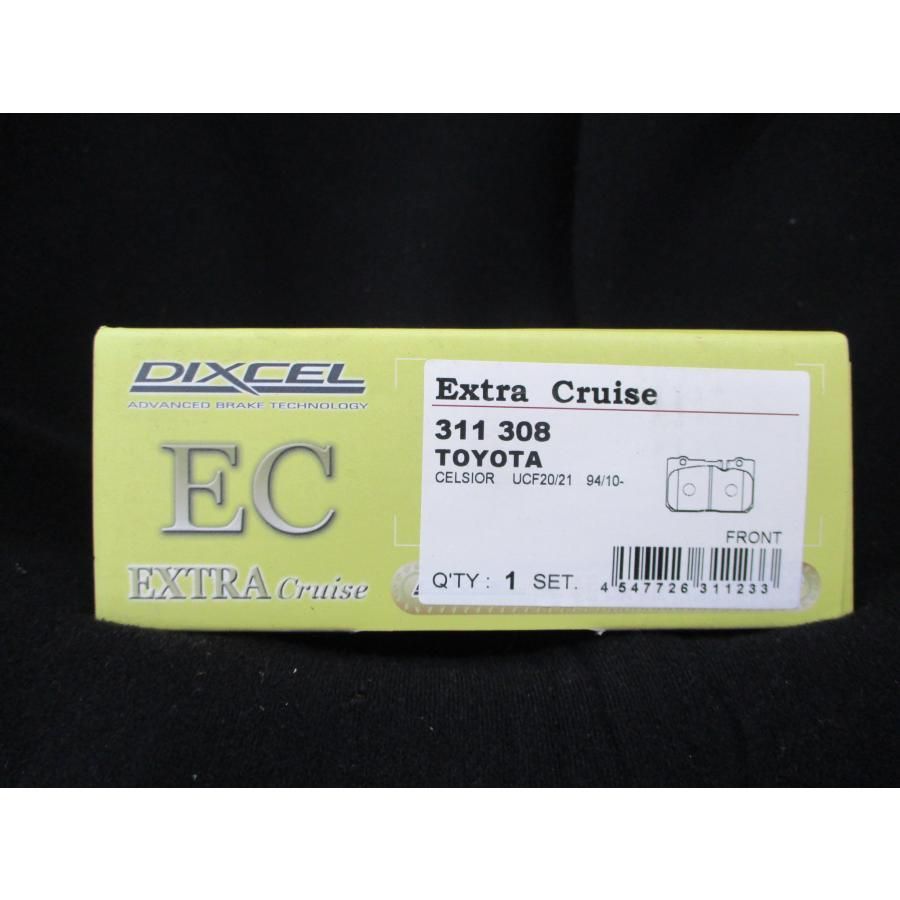 DIXCEL
ADVANCED BRAKE TECHNOLOGY
EC
EXTRA Cruise
Extra Cruise
311 308
TOYOTA
CELSIOR UCF20/21 94/10-
FRONT
Q'TY : 1 SET.
4 547726 311233